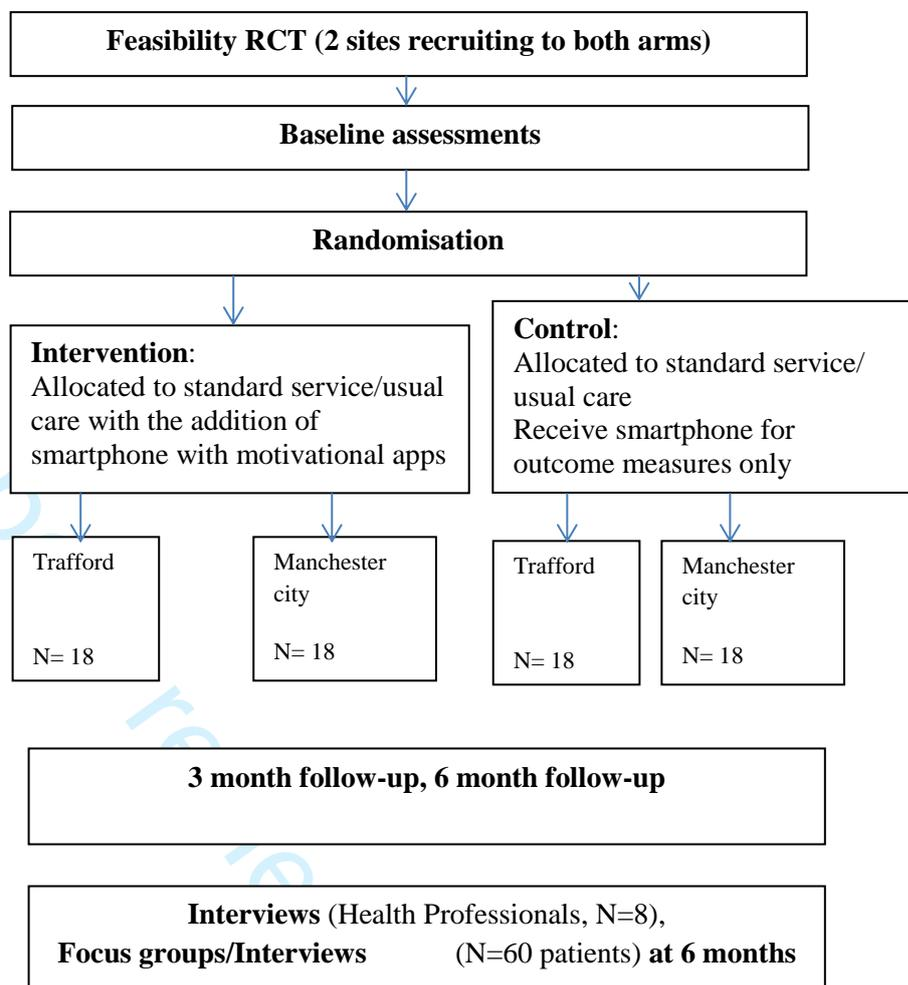 Feasibility RCT (2 sites recruiting to both arms)
Baseline assessments
Randomisation
Intervention:
Allocated to standard service/usual
care with the addition of
smartphone with motivational apps
Control:
Allocated to standard service/
usual care
Receive smartphone for
outcome measures only
Trafford
N= 18
Manchester
city
N= 18
Trafford
N= 18
Manchester
city
N= 18
3 month follow-up, 6 month follow-up
Interviews (Health Professionals, N=8),
Focus groups/Interviews (N=60 patients) at 6 months